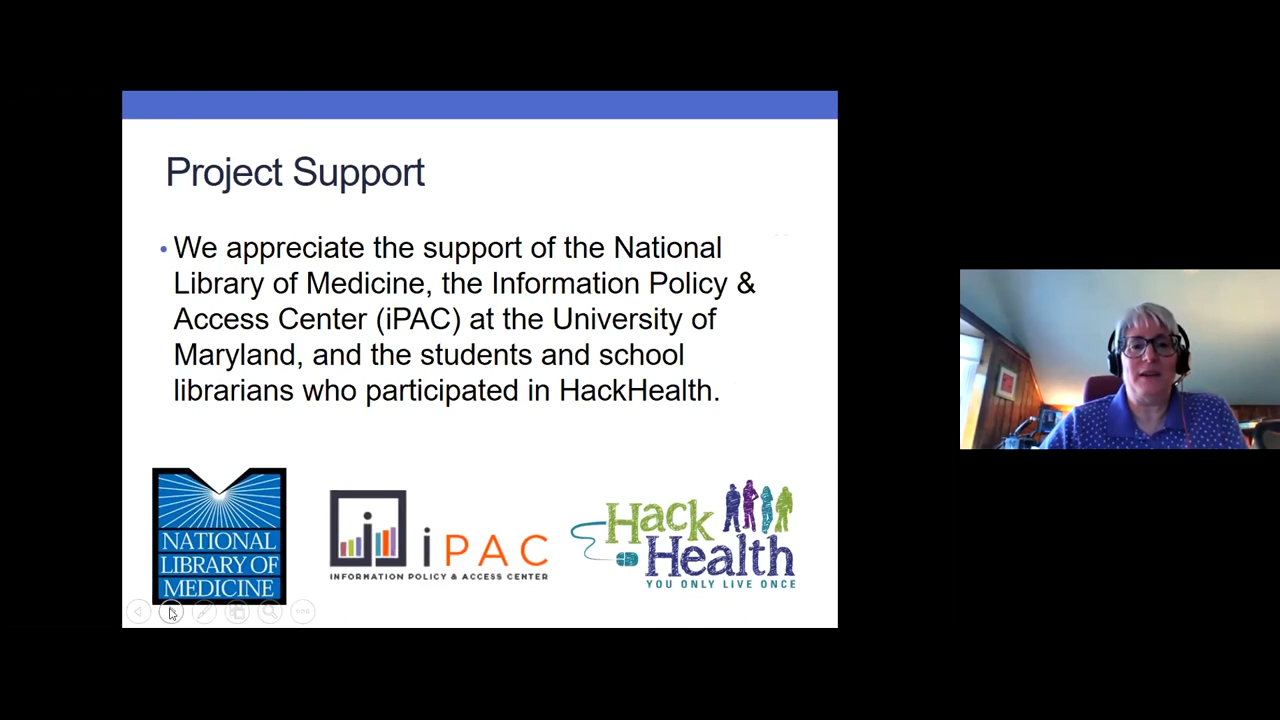 Project Support
• We appreciate the support of the National
Library of Medicine, the Information Policy &
Access Center (iPAC) at the University of
Maryland, and the students and school
librarians who participated in HackHealth.
NATIONAL
LIBRARY OF
MEDICINE
iPAC
INFORMATION POLICY & ACCESS CENTER
Hack
Health
YOU ONLY LIVE ONCE